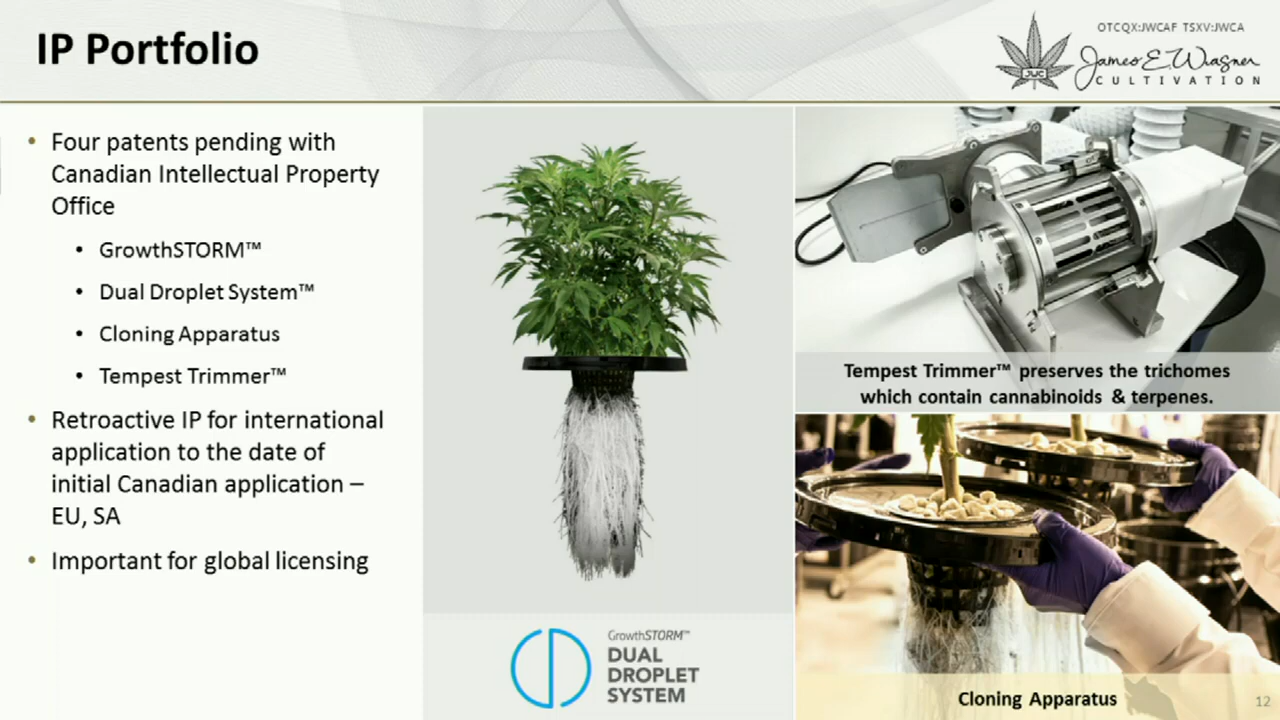 IP Portfolio
OTCQX:JWCAF TSXV:JWCA
JWC
James E. Wagner
CULTIVATION
• Four patents pending with
Canadian Intellectual Property
Office
• GrowthSTORM™
• Dual Droplet System™
• Cloning Apparatus
• Tempest Trimmer™
• Retroactive IP for international
application to the date of
initial Canadian application –
EU, SA
• Important for global licensing
GrowthSTORM™
DUAL
DROPLET
SYSTEM
Tempest Trimmer™ preserves the trichomes
which contain cannabinoids & terpenes.
Cloning Apparatus
12